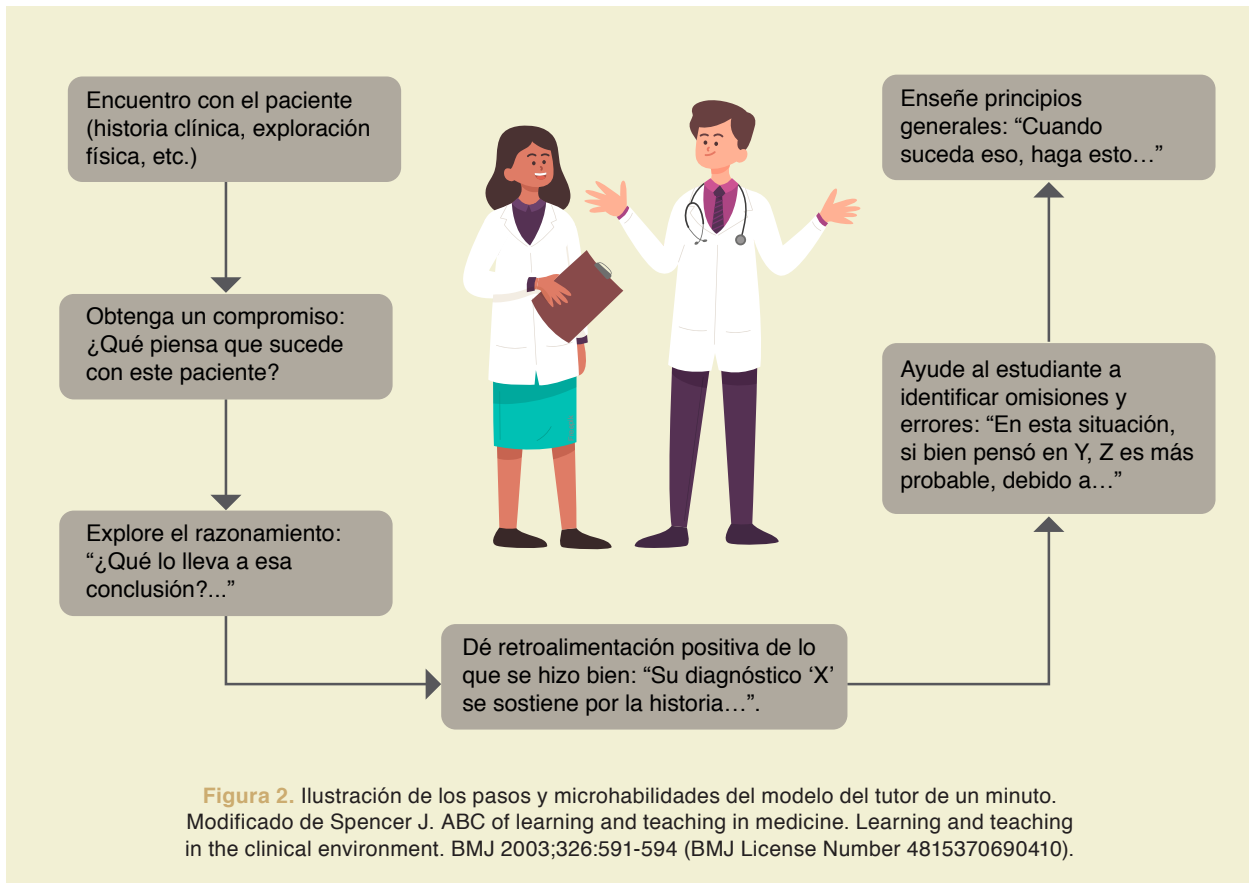 Encuentro con el paciente
(historia clínica, exploración
física, etc.)
Obtenga un compromiso:
¿Qué piensa que sucede
con este paciente?
Explore el razonamiento:
“¿Qué lo lleva a esa
conclusión?...”
Dé retroalimentación positiva de lo
que se hizo bien: “Su diagnóstico ‘X’
se sostiene por la historia…”.
Ayude al estudiante a
identificar omisiones y
errores: “En esta situación,
si bien pensó en Y, Z es más
probable, debido a…”
Enseñe principios
generales: “Cuando
suceda eso, haga esto…”
Figura 2. Ilustración de los pasos y microhabilidades del modelo del tutor de un minuto.
Modificado de Spencer J. ABC of learning and teaching in medicine. Learning and teaching
in the clinical environment. BMJ 2003;326:591-594 (BMJ License Number 4815370690410).